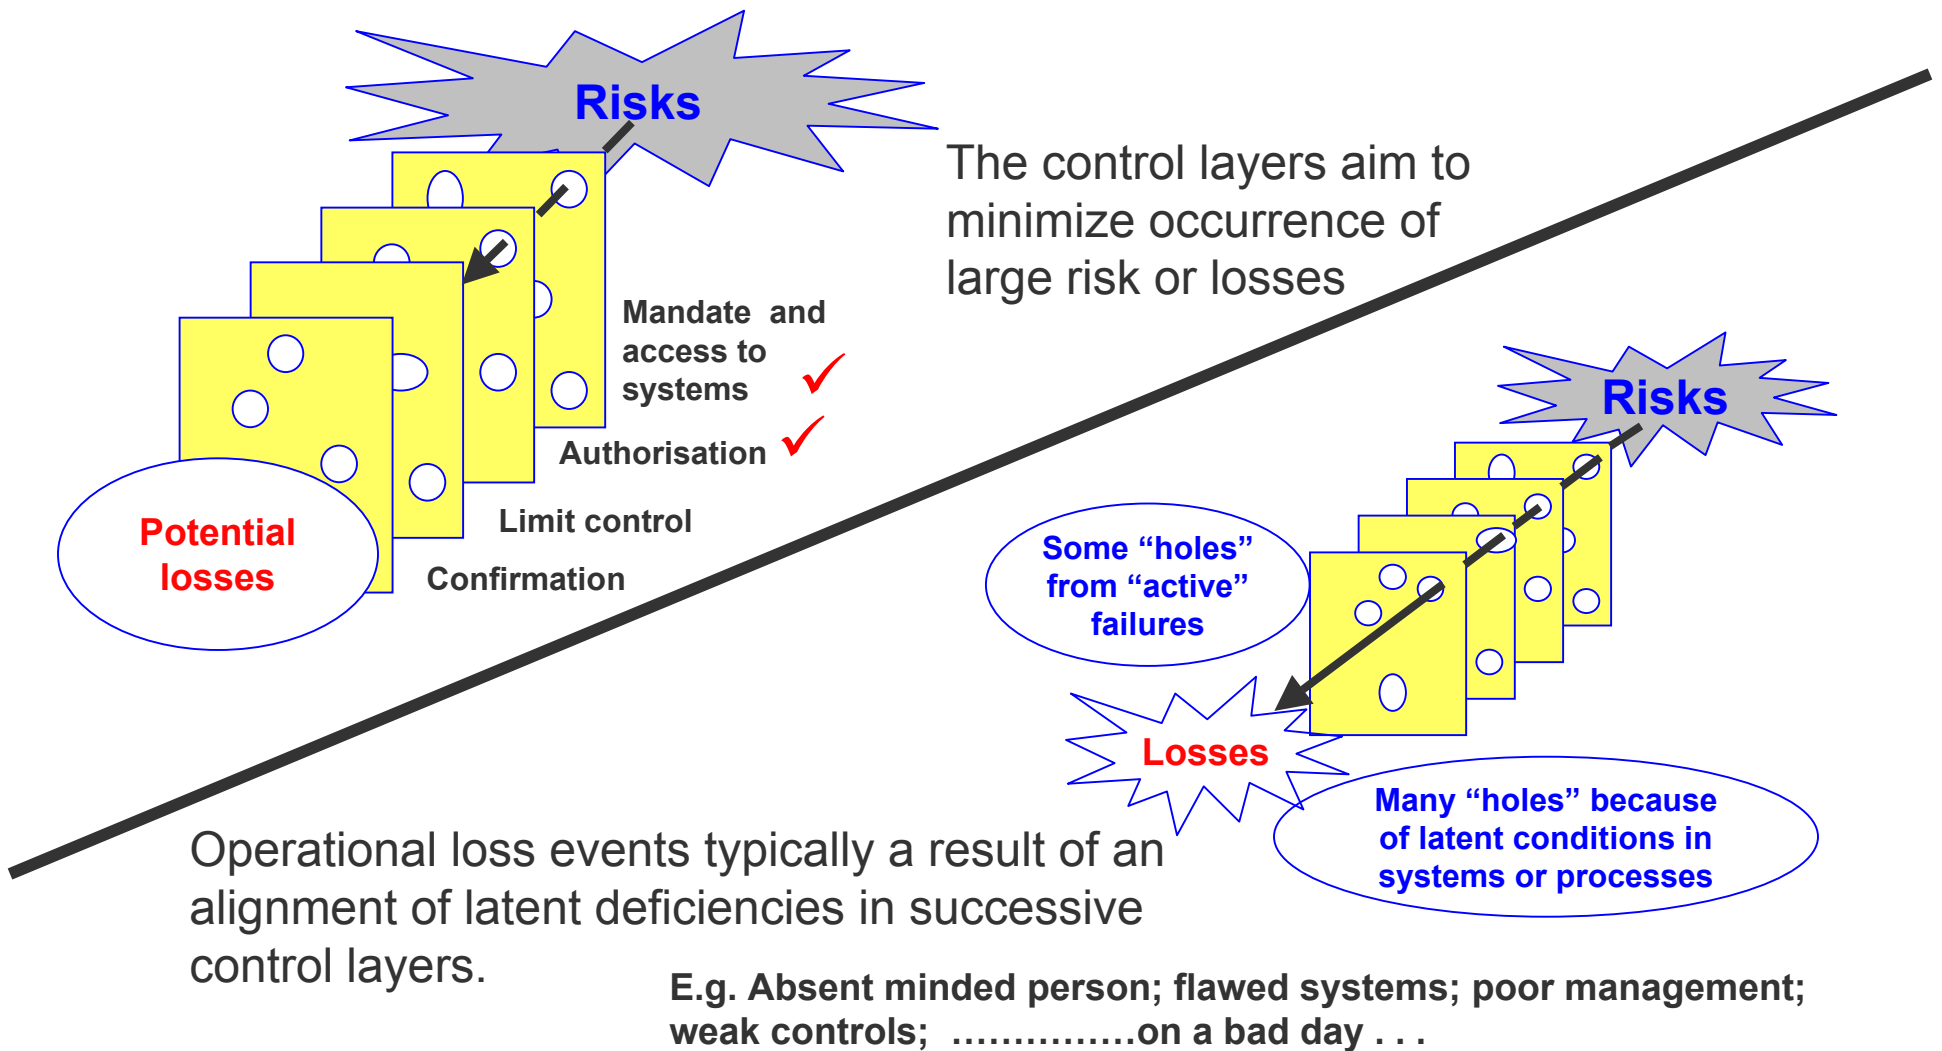 Risks
The control layers aim to
minimize occurrence of
large risk or losses
Mandate and
access to
systems
Authorisation
Limit control
Confirmation
Potential
losses
Risks
Some “holes”
from “active”
failures
Losses
Many “holes” because
of latent conditions in
systems or processes
Operational loss events typically a result of an
alignment of latent deficiencies in successive
control layers.
E.g. Absent minded person; flawed systems; poor management;
weak controls; ……………on a bad day . . .